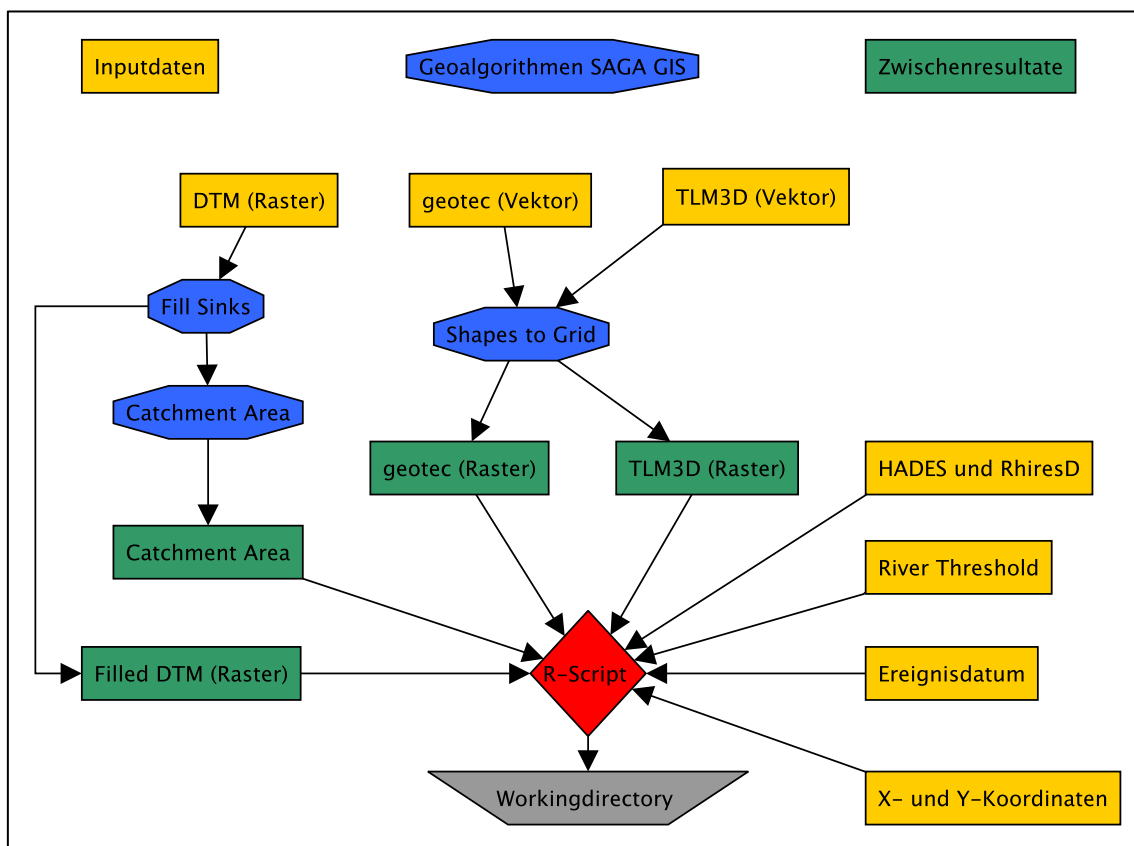 Inputdaten
Geoalgorithmen SAGA GIS
Zwischenresultate
DTM (Raster)
geotec (Vektor)
TLM3D (Vektor)
Fill Sinks
Shapes to Grid
Catchment Area
geotec (Raster)
TLM3D (Raster)
HADES und RhiresD
Catchment Area
River Threshold
Filled DTM (Raster)
R-Script
Ereignisdatum
Workingdirectory
X- und Y-Koordinaten